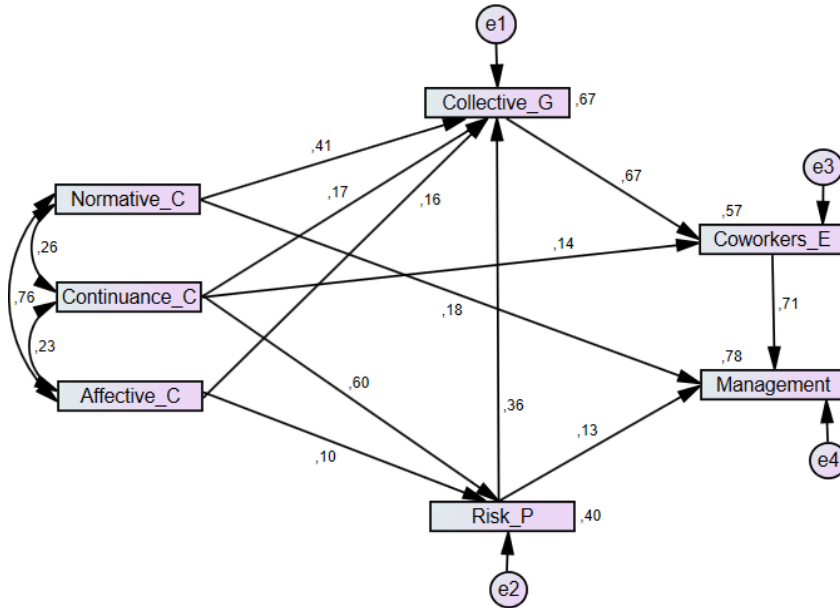 e1
Collective_G
,67
,41
e3
,17
,67
,57
Normative_C
,16
Coworkers_E
,26
,14
,76
Continuance_C
,18
,71
,23
,78
Affective_C
,60
Management
,36
,13
,10
e4
Risk_P
,40
e2